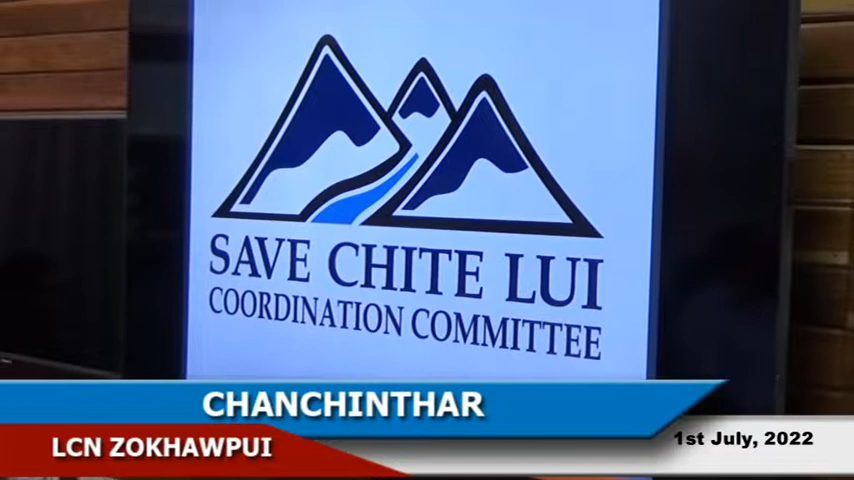 SAVE CHITE LUI
COORDINATION COMMITTEE
CHANCHINTHAR
LCN ZOKHAWPUI
1st July, 2022